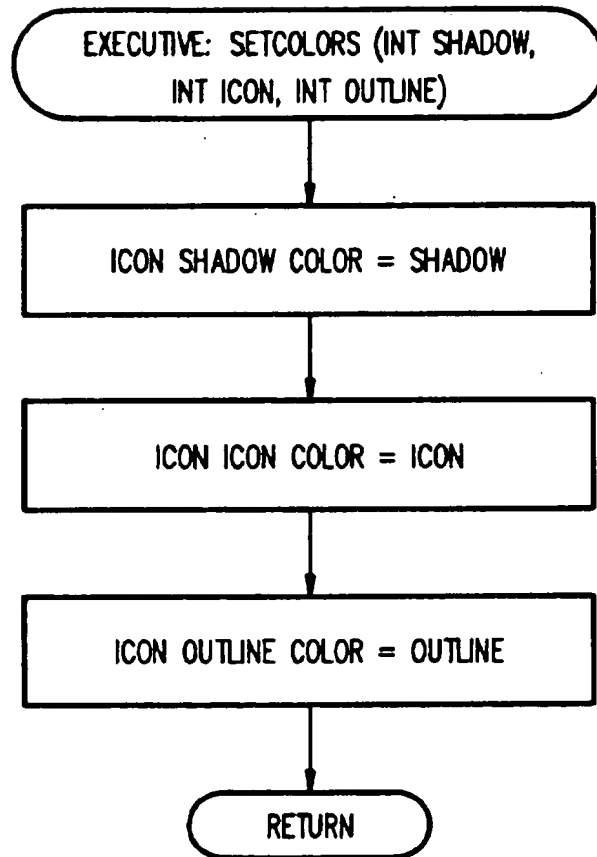 EXECUTIVE: SETCOLORS (INT SHADOW,
INT ICON, INT OUTLINE)
ICON SHADOW COLOR = SHADOW
ICON ICON COLOR = ICON
ICON OUTLINE COLOR = OUTLINE
RETURN